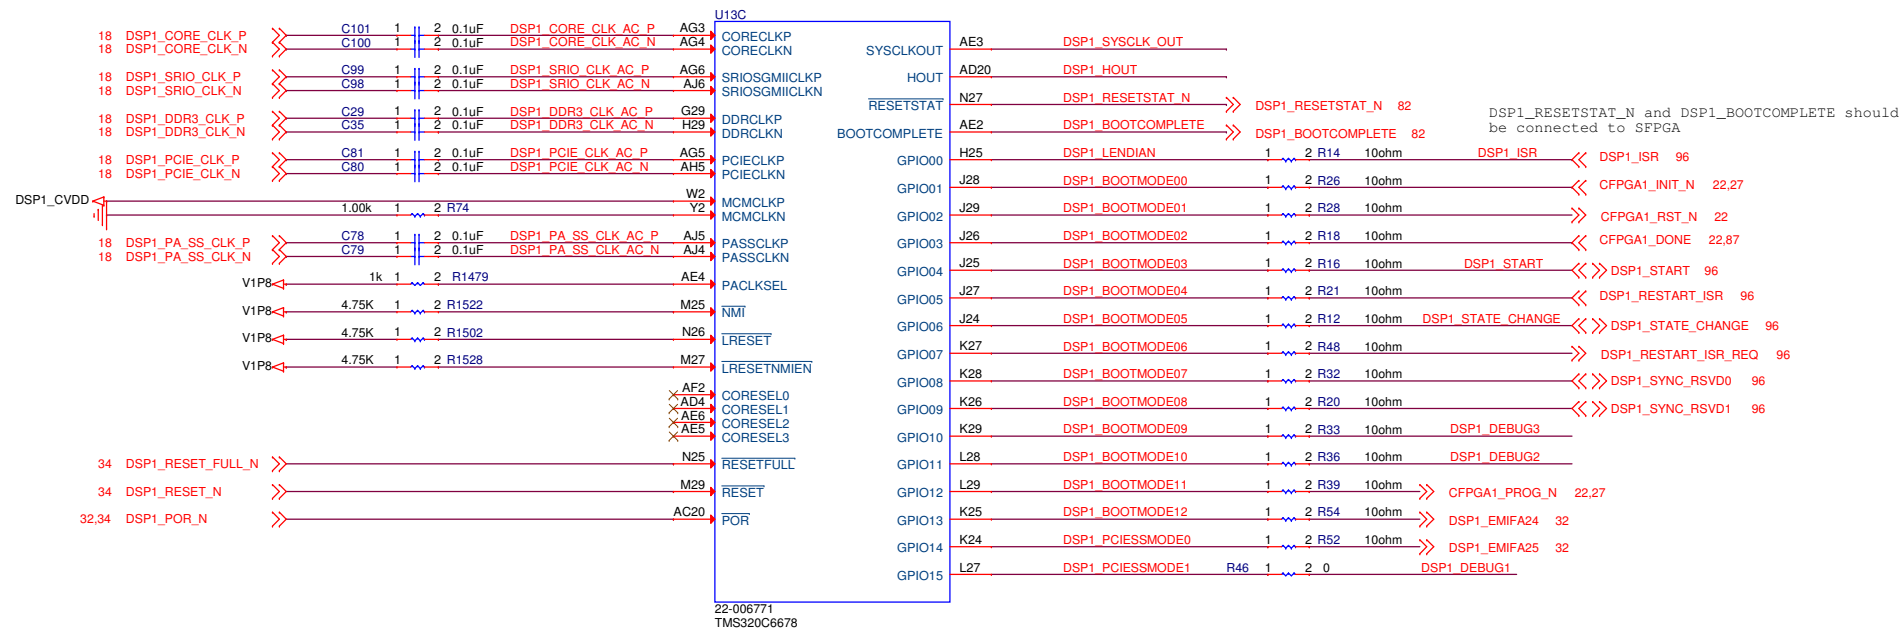 U13C
18 DSP1_CORE_CLK_P C101 1 2 0.1uF DSP1_CORE_CLK_AC_P AG3 CORECLKP
18 DSP1_CORE_CLK_N C100 1 2 0.1uF DSP1_CORE_CLK_AC_N AG4 CORECLKN
SYSCLKOUT AE3 DSP1_SYSCLK_OUT
18 DSP1_SRIO_CLK_P C99 1 2 0.1uF DSP1_SRIO_CLK_AC_P AG6 SRIOSGMIICLKP
HOUT AD20 DSP1_HOUT
18 DSP1_SRIO_CLK_N C98 1 2 0.1uF DSP1_SRIO_CLK_AC_N AJ6 SRIOSGMIICLKN
RESETSTAT N27 DSP1_RESETSTAT_N DSP1_RESETSTAT_N 82
DSP1_RESETSTAT_N and DSP1_BOOTCOMPLETE should
be connected to SFPGA
18 DSP1_DDR3_CLK_P C29 1 2 0.1uF DSP1_DDR3_CLK_AC_P G29 DDRCLKP
18 DSP1_DDR3_CLK_N C35 1 2 0.1uF DSP1_DDR3_CLK_AC_N H29 DDRCLKN
BOOTCOMPLETE AE2 DSP1_BOOTCOMPLETE DSP1_BOOTCOMPLETE 82
18 DSP1_PCIE_CLK_P C81 1 2 0.1uF DSP1_PCIE_CLK_AC_P AG5 PCIECLKP
GPIO00 H25 DSP1_LENDIAN 1 2 R14 10ohm DSP1_ISR DSP1_ISR 96
18 DSP1_PCIE_CLK_N C80 1 2 0.1uF DSP1_PCIE_CLK_AC_N AH5 PCIECLKN
GPIO01 J28 DSP1_BOOTMODE00 1 2 R26 10ohm CFPGA1_INIT_N 22,27
DSP1_CVDD W2 MCMCLKP
1.00k 1 2 R74 Y2 MCMCLKN
GPIO02 J29 DSP1_BOOTMODE01 1 2 R28 10ohm CFPGA1_RST_N 22
18 DSP1_PA_SS_CLK_P C78 1 2 0.1uF DSP1_PA_SS_CLK_AC_P AJ5 PASSCLKP
GPIO03 J26 DSP1_BOOTMODE02 1 2 R18 10ohm CFPGA1_DONE 22,87
18 DSP1_PA_SS_CLK_N C79 1 2 0.1uF DSP1_PA_SS_CLK_AC_N AJ4 PASSCLKN
GPIO04 J25 DSP1_BOOTMODE03 1 2 R16 10ohm DSP1_START DSP1_START 96
V1P8 1k 1 2 R1479 AE4 PACLKSEL
GPIO05 J27 DSP1_BOOTMODE04 1 2 R21 10ohm DSP1_RESTART_ISR 96
V1P8 4.75K 1 2 R1522 M25 NMI
GPIO06 J24 DSP1_BOOTMODE05 1 2 R12 10ohm DSP1_STATE_CHANGE DSP1_STATE_CHANGE 96
V1P8 4.75K 1 2 R1502 N26 LRESET
GPIO07 K27 DSP1_BOOTMODE06 1 2 R48 10ohm DSP1_RESTART_ISR_REQ 96
V1P8 4.75K 1 2 R1528 M27 LRESETNMIEN
GPIO08 K28 DSP1_BOOTMODE07 1 2 R32 10ohm DSP1_SYNC_RSVD0 96
AF2 CORESEL0
AD4 CORESEL1
GPIO09 K26 DSP1_BOOTMODE08 1 2 R20 10ohm DSP1_SYNC_RSVD1 96
AE6 CORESEL2
AE5 CORESEL3
GPIO10 K29 DSP1_BOOTMODE09 1 2 R33 10ohm DSP1_DEBUG3
34 DSP1_RESET_FULL_N N25 RESETFULL
GPIO11 L28 DSP1_BOOTMODE10 1 2 R36 10ohm DSP1_DEBUG2
34 DSP1_RESET_N M29 RESET
GPIO12 L29 DSP1_BOOTMODE11 1 2 R39 10ohm CFPGA1_PROG_N 22,27
32,34 DSP1_POR_N AC20 POR
GPIO13 K25 DSP1_BOOTMODE12 1 2 R54 10ohm DSP1_EMIFA24 32
GPIO14 K24 DSP1_PCIESSMODE0 1 2 R52 10ohm DSP1_EMIFA25 32
GPIO15 L27 DSP1_PCIESSMODE1 R46 1 2 0 DSP1_DEBUG1
22-006771
TMS320C6678